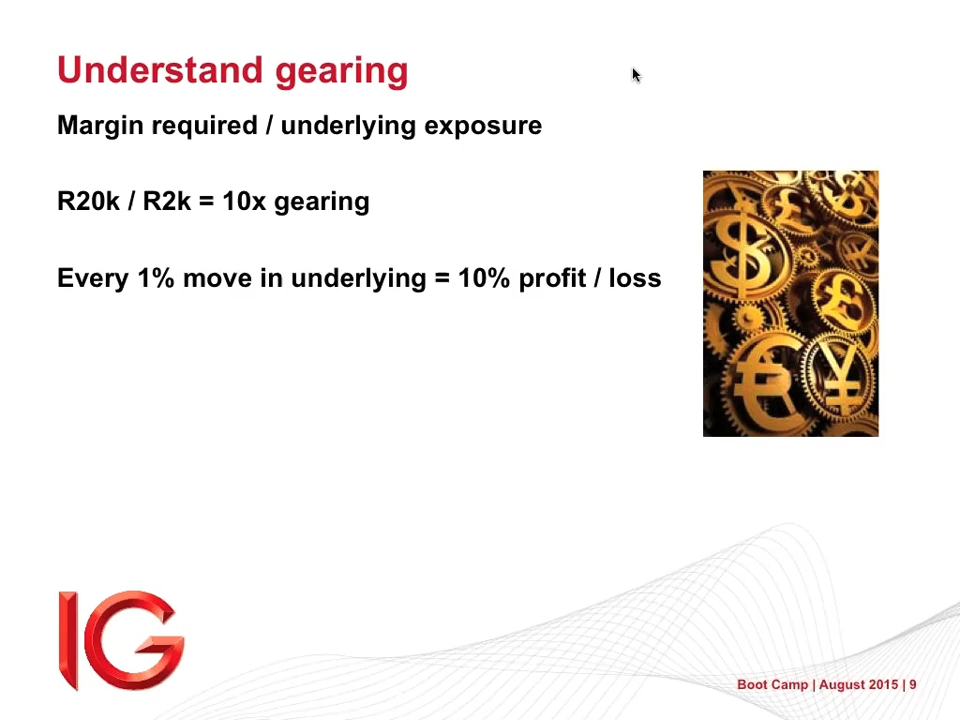 Understand gearing
Margin required / underlying exposure
R20k / R2k = 10x gearing
Every 1% move in underlying = 10% profit / loss
$
£
£
€
¥
IG
Boot Camp | August 2015 | 9